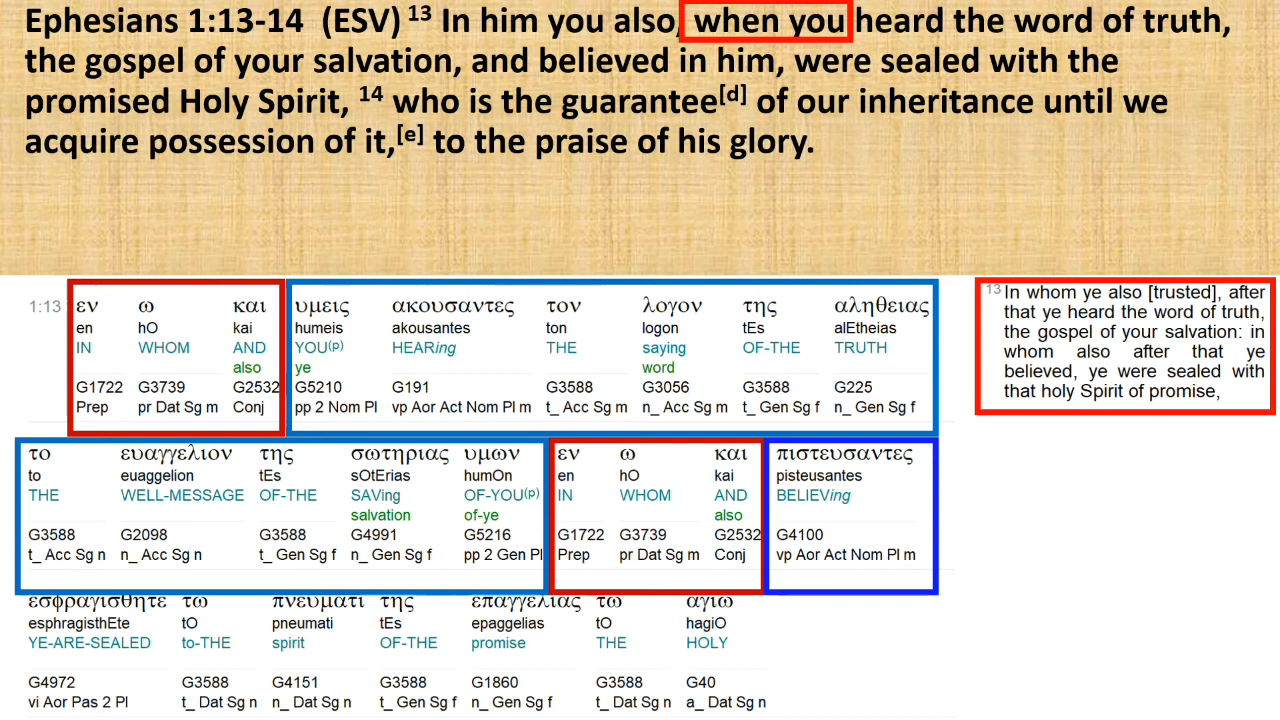 Ephesians 1:13-14 (ESV) 13 In him you also, when you heard the word of truth,
the gospel of your salvation, and believed in him, were sealed with the
promised Holy Spirit, 14 who is the guarantee[d] of our inheritance until we
acquire possession of it,[e] to the praise of his glory.
1:13 εν ω και υμεις ακουσαντες τον λογον της αληθειας
en hO kai humeis akousantes ton logon tEs alEtheias
IN WHOM AND YOU(p) HEARing THE saying OF-THE TRUTH
also ye word
G1722 G3739 G2532 G5210 G191 G3588 G3056 G3588 G225
Prep pr Dat Sg m Conj pp 2 Nom Pl vp Aor Act Nom Pl m t_ Acc Sg m n_ Acc Sg m t_ Gen Sg f n_ Gen Sg f
το ευαγγελιον της σωτηριας υμων εν ω και πιστευσαντες
to euaggelion tEs sOtErias humOn en hO kai pisteusantes
THE WELL-MESSAGE OF-THE SAVing OF-YOU(p) IN WHOM AND BELIEVing
salvation of-ye also
G3588 G2098 G3588 G4991 G5216 G1722 G3739 G2532 G4100
t_ Acc Sg n n_ Acc Sg n t_ Gen Sg f n_ Gen Sg f pp 2 Gen Pl Prep pr Dat Sg m Conj vp Aor Act Nom Pl m
εσφραγισθητε τω πνευματι της επαγγελιας τω αγιω
esphragisthEte tO pneumati tEs epaggelias tO hagiO
YE-ARE-SEALED to-THE spirit OF-THE promise THE HOLY
G4972 G3588 G4151 G3588 G1860 G3588 G40
vi Aor Pas 2 Pl t_ Dat Sg n n_ Dat Sg n t_ Gen Sg f n_ Gen Sg f t_ Dat Sg n a_ Dat Sg n
13 In whom ye also [trusted], after
that ye heard the word of truth,
the gospel of your salvation: in
whom also after that ye
believed, ye were sealed with
that holy Spirit of promise,